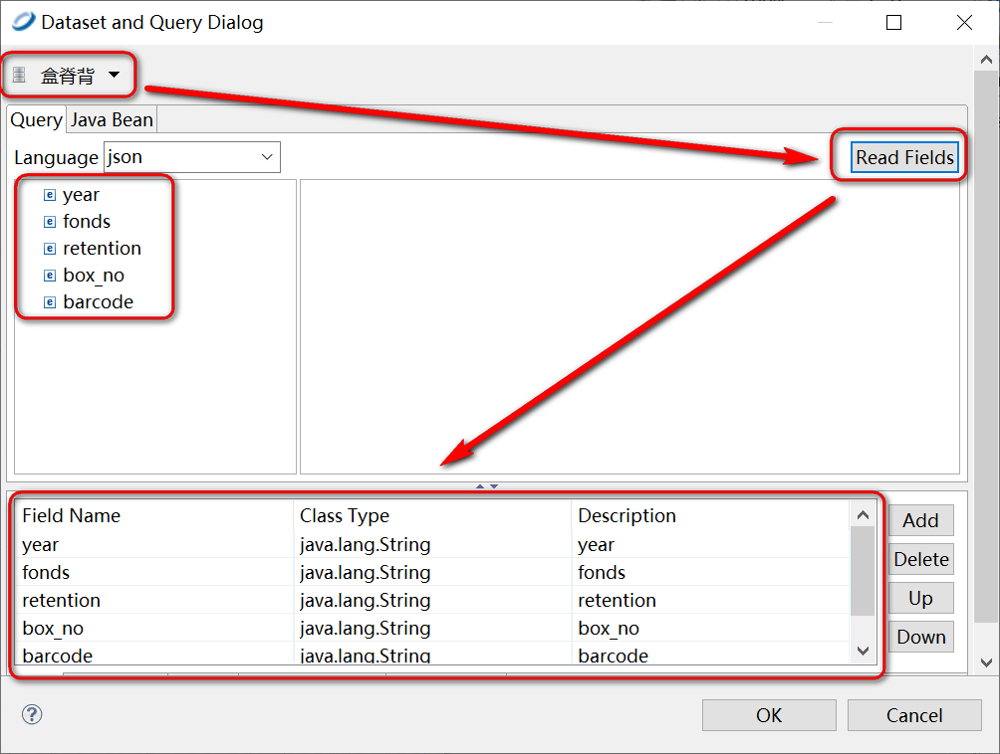 Dataset and Query Dialog
盒脊背
Query Java Bean
Language json Read Fields
year
fonds
retention
box_no
barcode
Field Name Class Type Description
year java.lang.String year
fonds java.lang.String fonds
retention java.lang.String retention
box_no java.lang.String box_no
barcode java.lang.String barcode
Add
Delete
Up
Down
OK Cancel